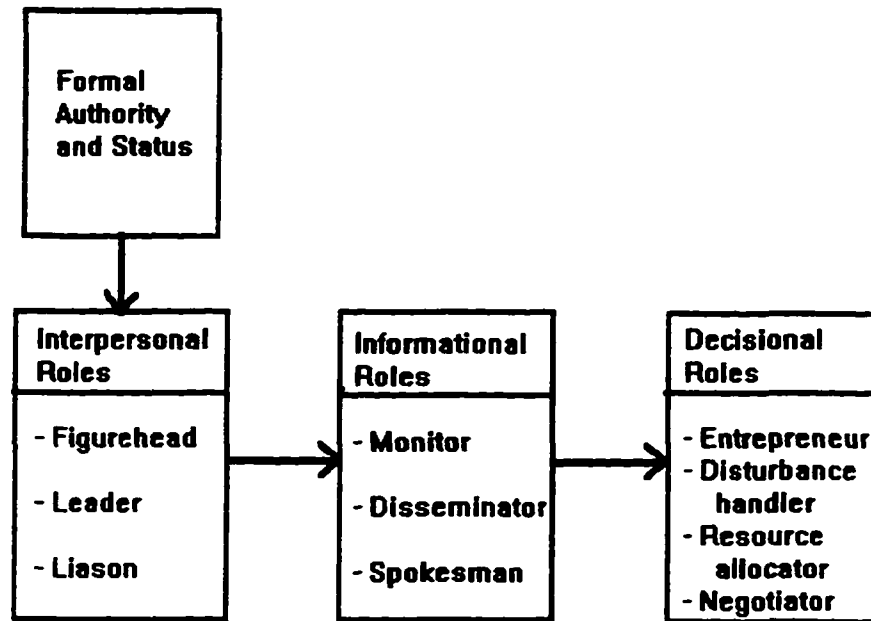 Formal
Authority
and Status
Interpersonal
Roles
- Figurehead
- Leader
- Liason
Informational
Roles
- Monitor
- Disseminator
- Spokesman
Decisional
Roles
- Entrepreneur
- Disturbance
handler
- Resource
allocator
- Negotiator